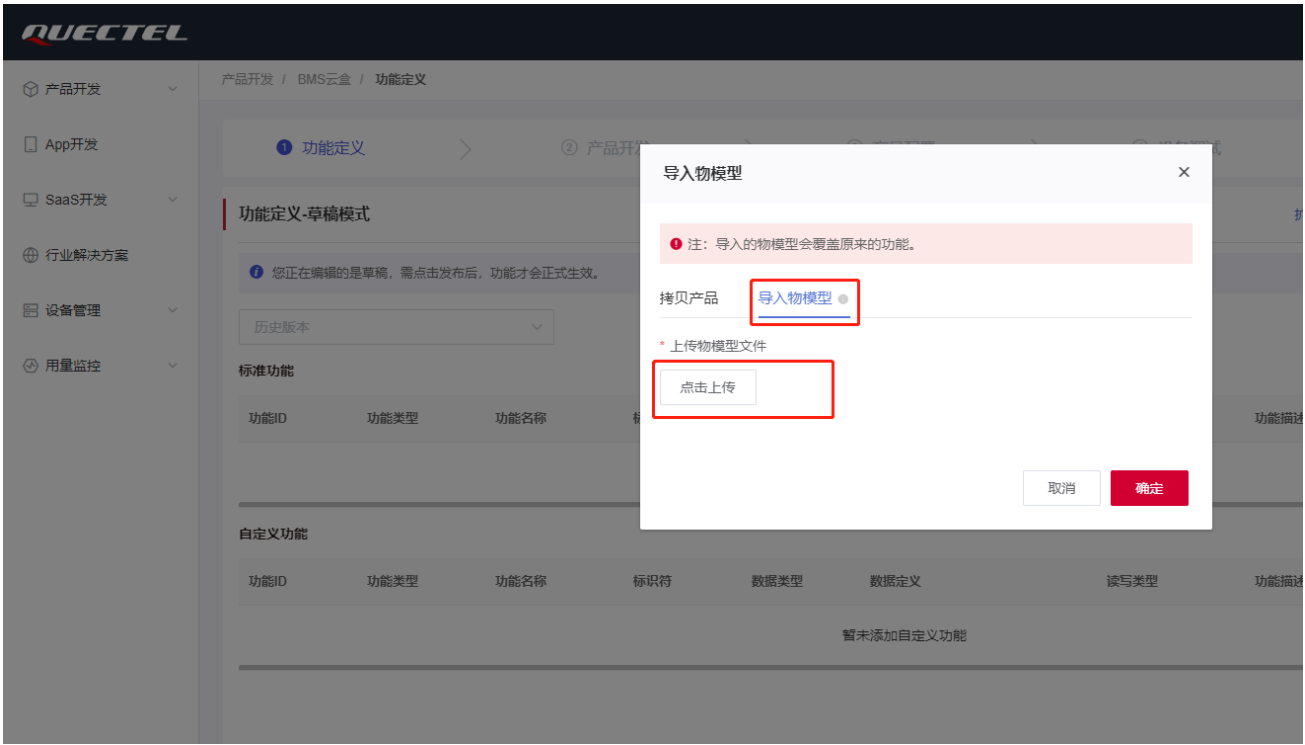 QUECTEL
产品开发
App开发
SaaS开发
行业解决方案
设备管理
用量监控
产品开发 / BMS云盒 / 功能定义
1 功能定义
2 产品开发
功能定义-草稿模式
您正在编辑的是草稿，需点击发布后，功能才会正式生效。
历史版本
标准功能
功能ID 功能类型 功能名称 功能描述
导入物模型
注：导入的物模型会覆盖原来的功能。
拷贝产品 导入物模型
* 上传物模型文件
点击上传
取消 确定
自定义功能
功能ID 功能类型 功能名称 标识符 数据类型 数据定义 读写类型 功能描述
暂未添加自定义功能